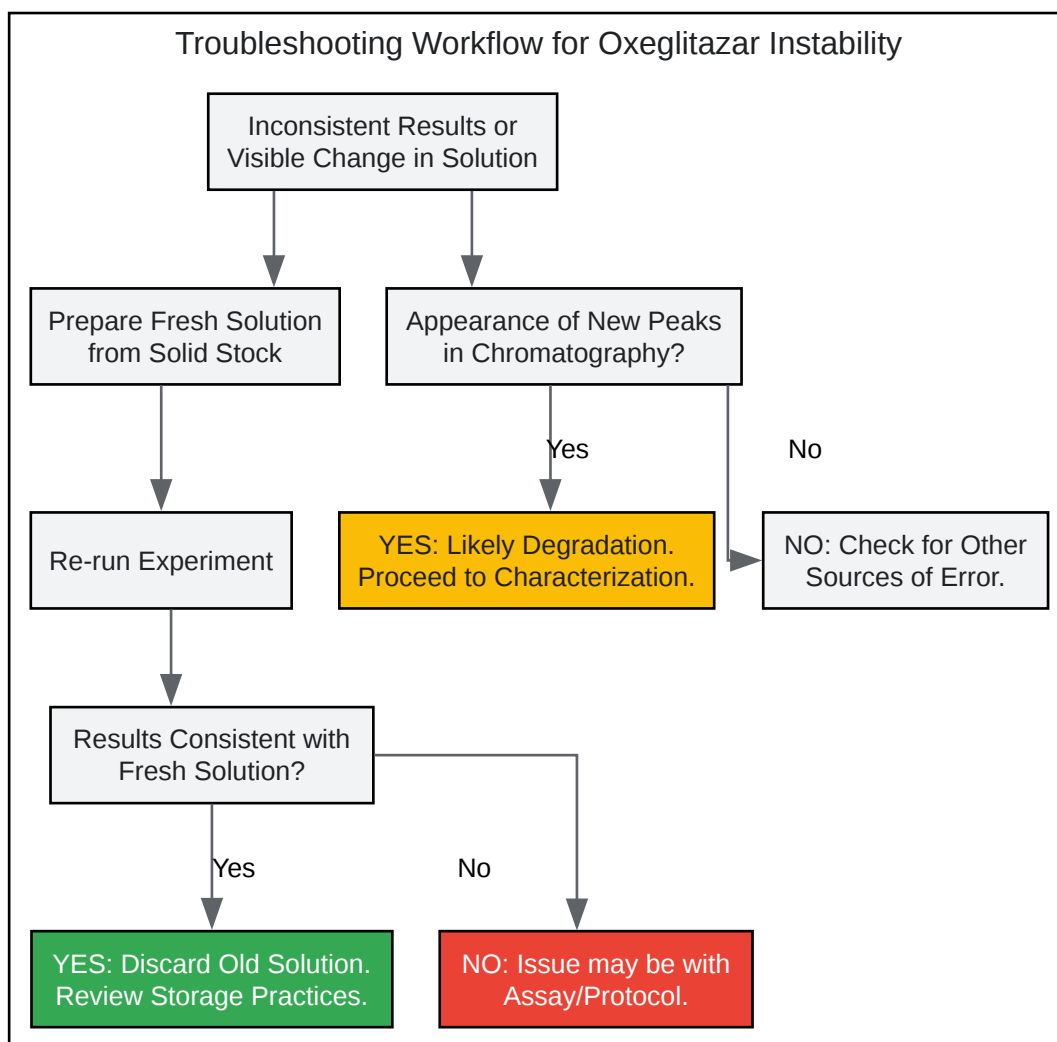 Troubleshooting Workflow for Oxeglitazar Instability
Inconsistent Results or
Visible Change in Solution
Prepare Fresh Solution
from Solid Stock
Appearance of New Peaks
in Chromatography?
Yes
No
Re-run Experiment
YES: Likely Degradation.
Proceed to Characterization.
NO: Check for Other
Sources of Error.
Results Consistent with
Fresh Solution?
Yes
No
YES: Discard Old Solution.
Review Storage Practices.
NO: Issue may be with
Assay/Protocol.